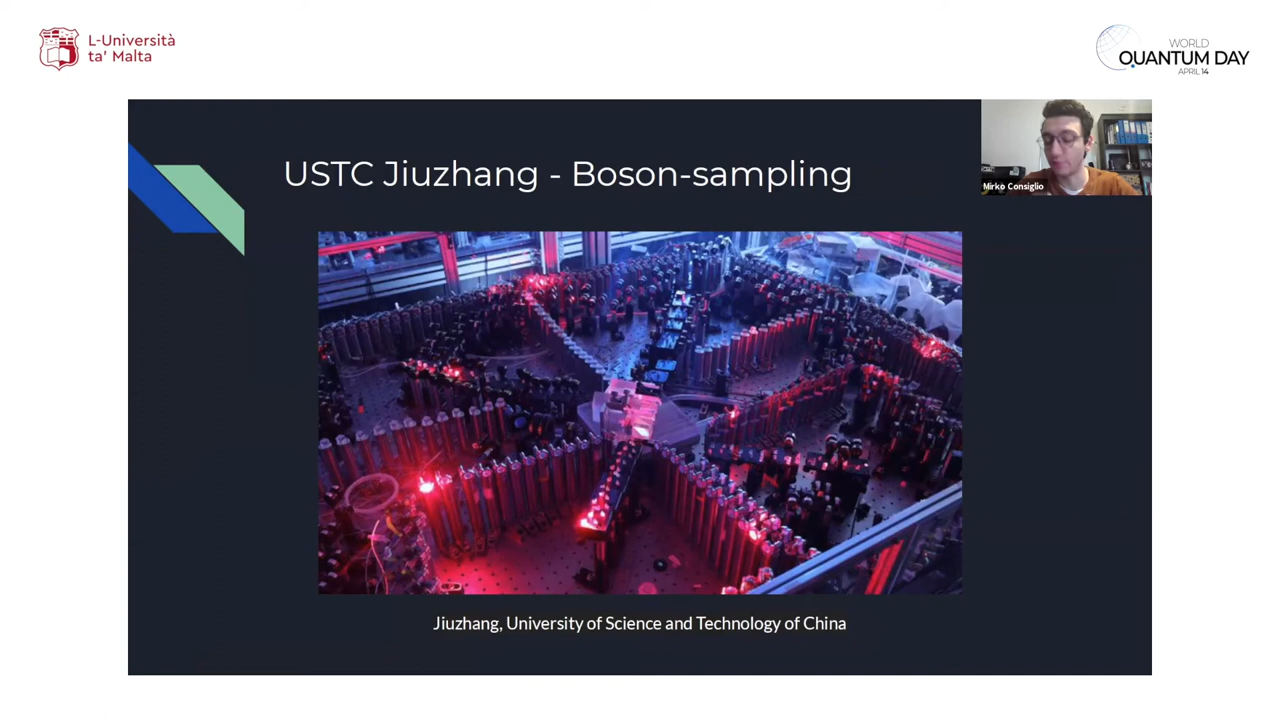 L-Università
ta' Malta
WORLD
QUANTUM DAY
APRIL 14
USTC Jiuzhang - Boson-sampling
Mirko Consiglio
Jiuzhang, University of Science and Technology of China